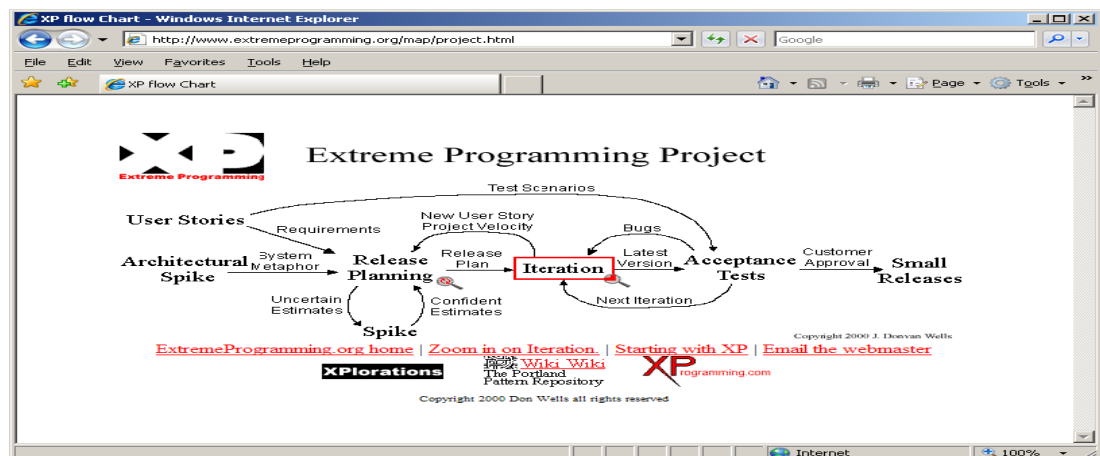 XP flow Chart - Windows Internet Explorer
http://www.extremeprogramming.org/map/project.html
Google
File Edit View Favorites Tools Help
XP flow Chart
Page Tools
XP
Extreme Programming
Extreme Programming Project
Test Scenarios
User Stories
Requirements
New User Story
Project Velocity
Bugs
Architectural
Spike
System
Metaphor
Release
Planning
Release
Plan
Iteration
Latest
Version
Acceptance
Tests
Customer
Approval
Small
Releases
Uncertain
Estimates
Confident
Estimates
Next Iteration
Spike
Copyright 2000 J. Donvan Wells
ExtremeProgramming.org home | Zoom in on Iteration. | Starting with XP | Email the webmaster
XPlorations
Wiki Wiki
The Portland
Pattern Repository
XProgramming.com
Copyright 2000 Don Wells all rights reserved
Internet
100%